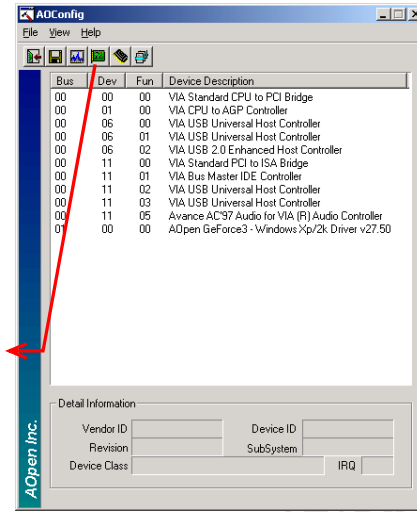 AOConfig
File View Help
Bus Dev Fun Device Description
00 00 00 VIA Standard CPU to PCI Bridge
00 01 00 VIA CPU to AGP Controller
00 06 00 VIA USB Universal Host Controller
00 06 01 VIA USB Universal Host Controller
00 06 02 VIA USB 2.0 Enhanced Host Controller
00 11 00 VIA Standard PCI to ISA Bridge
00 11 01 VIA Bus Master IDE Controller
00 11 02 VIA USB Universal Host Controller
00 11 03 VIA USB Universal Host Controller
00 11 05 Avance AC'97 Audio for VIA (R) Audio Controller
01 00 00 AOpen GeForce3 - Windows Xp/2k Driver v27.50
Detail Information
Vendor ID Device ID
Revision SubSystem
Device Class IRQ
AOpen Inc.